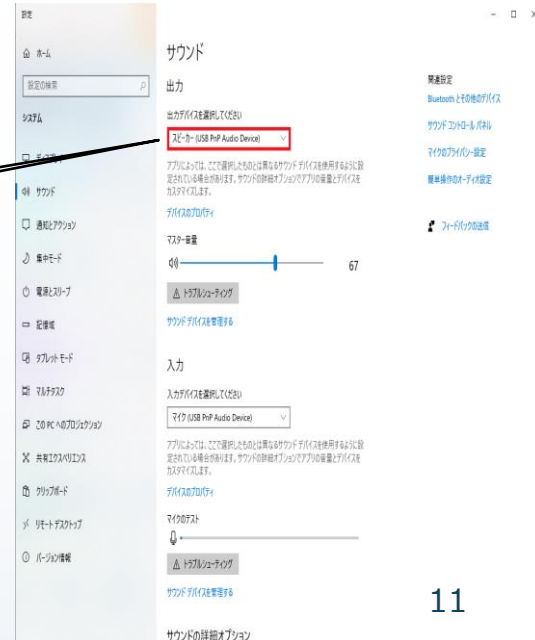 設定
ホーム
設定の検索
システム
ディスプレイ
サウンド
通知とアクション
集中モード
電源とスリープ
記憶域
タブレット モード
マルチタスク
この PC へのプロジェクション
共有エクスペリエンス
クリップボード
リモート デスクトップ
バージョン情報
サウンド
出力
出力デバイスを選択してください
スピーカー (USB PnP Audio Device)
アプリによっては、ここで選択したものとは異なるサウンド デバイスを使用するように設
定されている場合があります。サウンドの詳細オプションでアプリの音量とデバイスを
カスタマイズします。
デバイスのプロパティ
マスター音量
67
トラブルシューティング
サウンド デバイスを管理する
入力
入力デバイスを選択してください
マイク (USB PnP Audio Device)
アプリによっては、ここで選択したものとは異なるサウンド デバイスを使用するように設
定されている場合があります。サウンドの詳細オプションでアプリの音量とデバイスを
カスタマイズします。
デバイスのプロパティ
マイクのテスト
トラブルシューティング
サウンド デバイスを管理する
サウンドの詳細オプション
関連設定
Bluetooth とその他のデバイス
サウンド コントロール パネル
マイクのプライバシー設定
簡単操作のオーディオ設定
フィードバックの送信
11